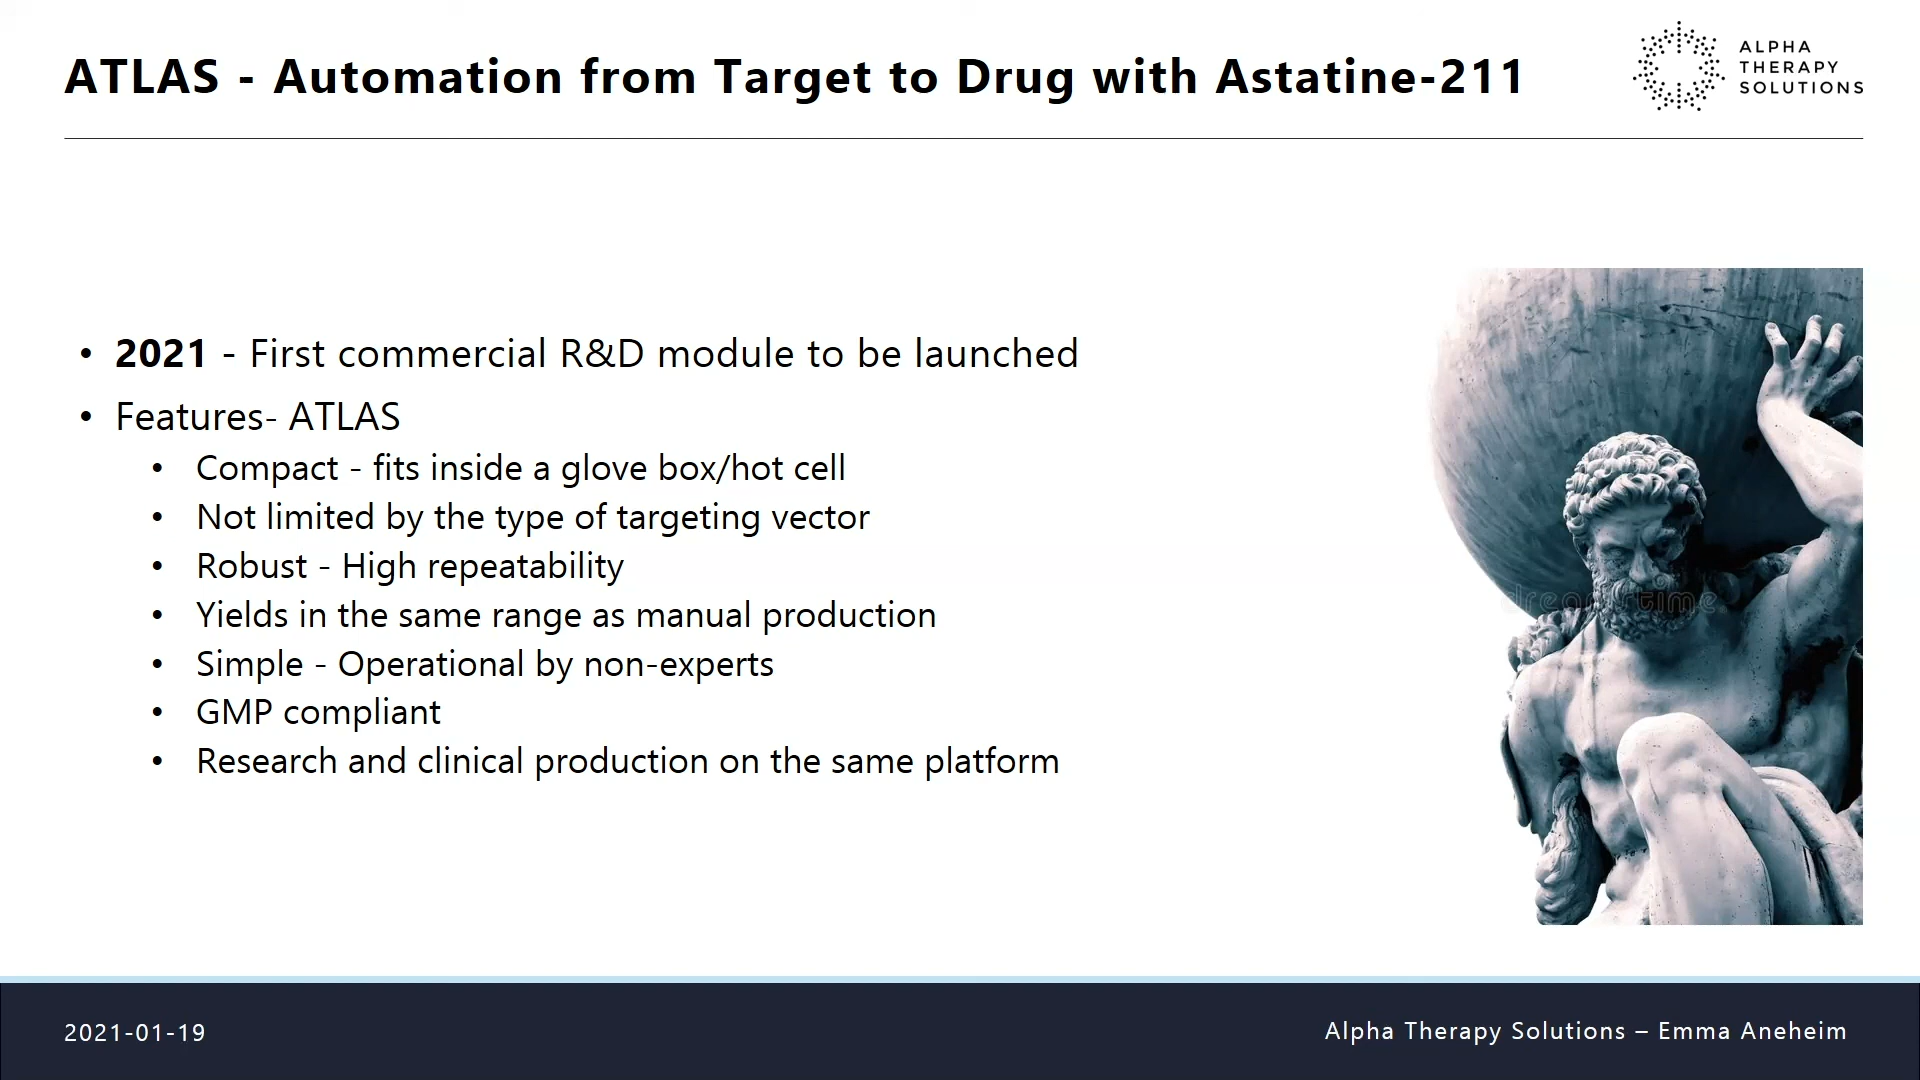 ATLAS - Automation from Target to Drug with Astatine-211
ALPHA
THERAPY
SOLUTIONS
• 2021 - First commercial R&D module to be launched
• Features- ATLAS
• Compact - fits inside a glove box/hot cell
• Not limited by the type of targeting vector
• Robust - High repeatability
• Yields in the same range as manual production
• Simple - Operational by non-experts
• GMP compliant
• Research and clinical production on the same platform
dreamstime.
2021-01-19
Alpha Therapy Solutions – Emma Aneheim